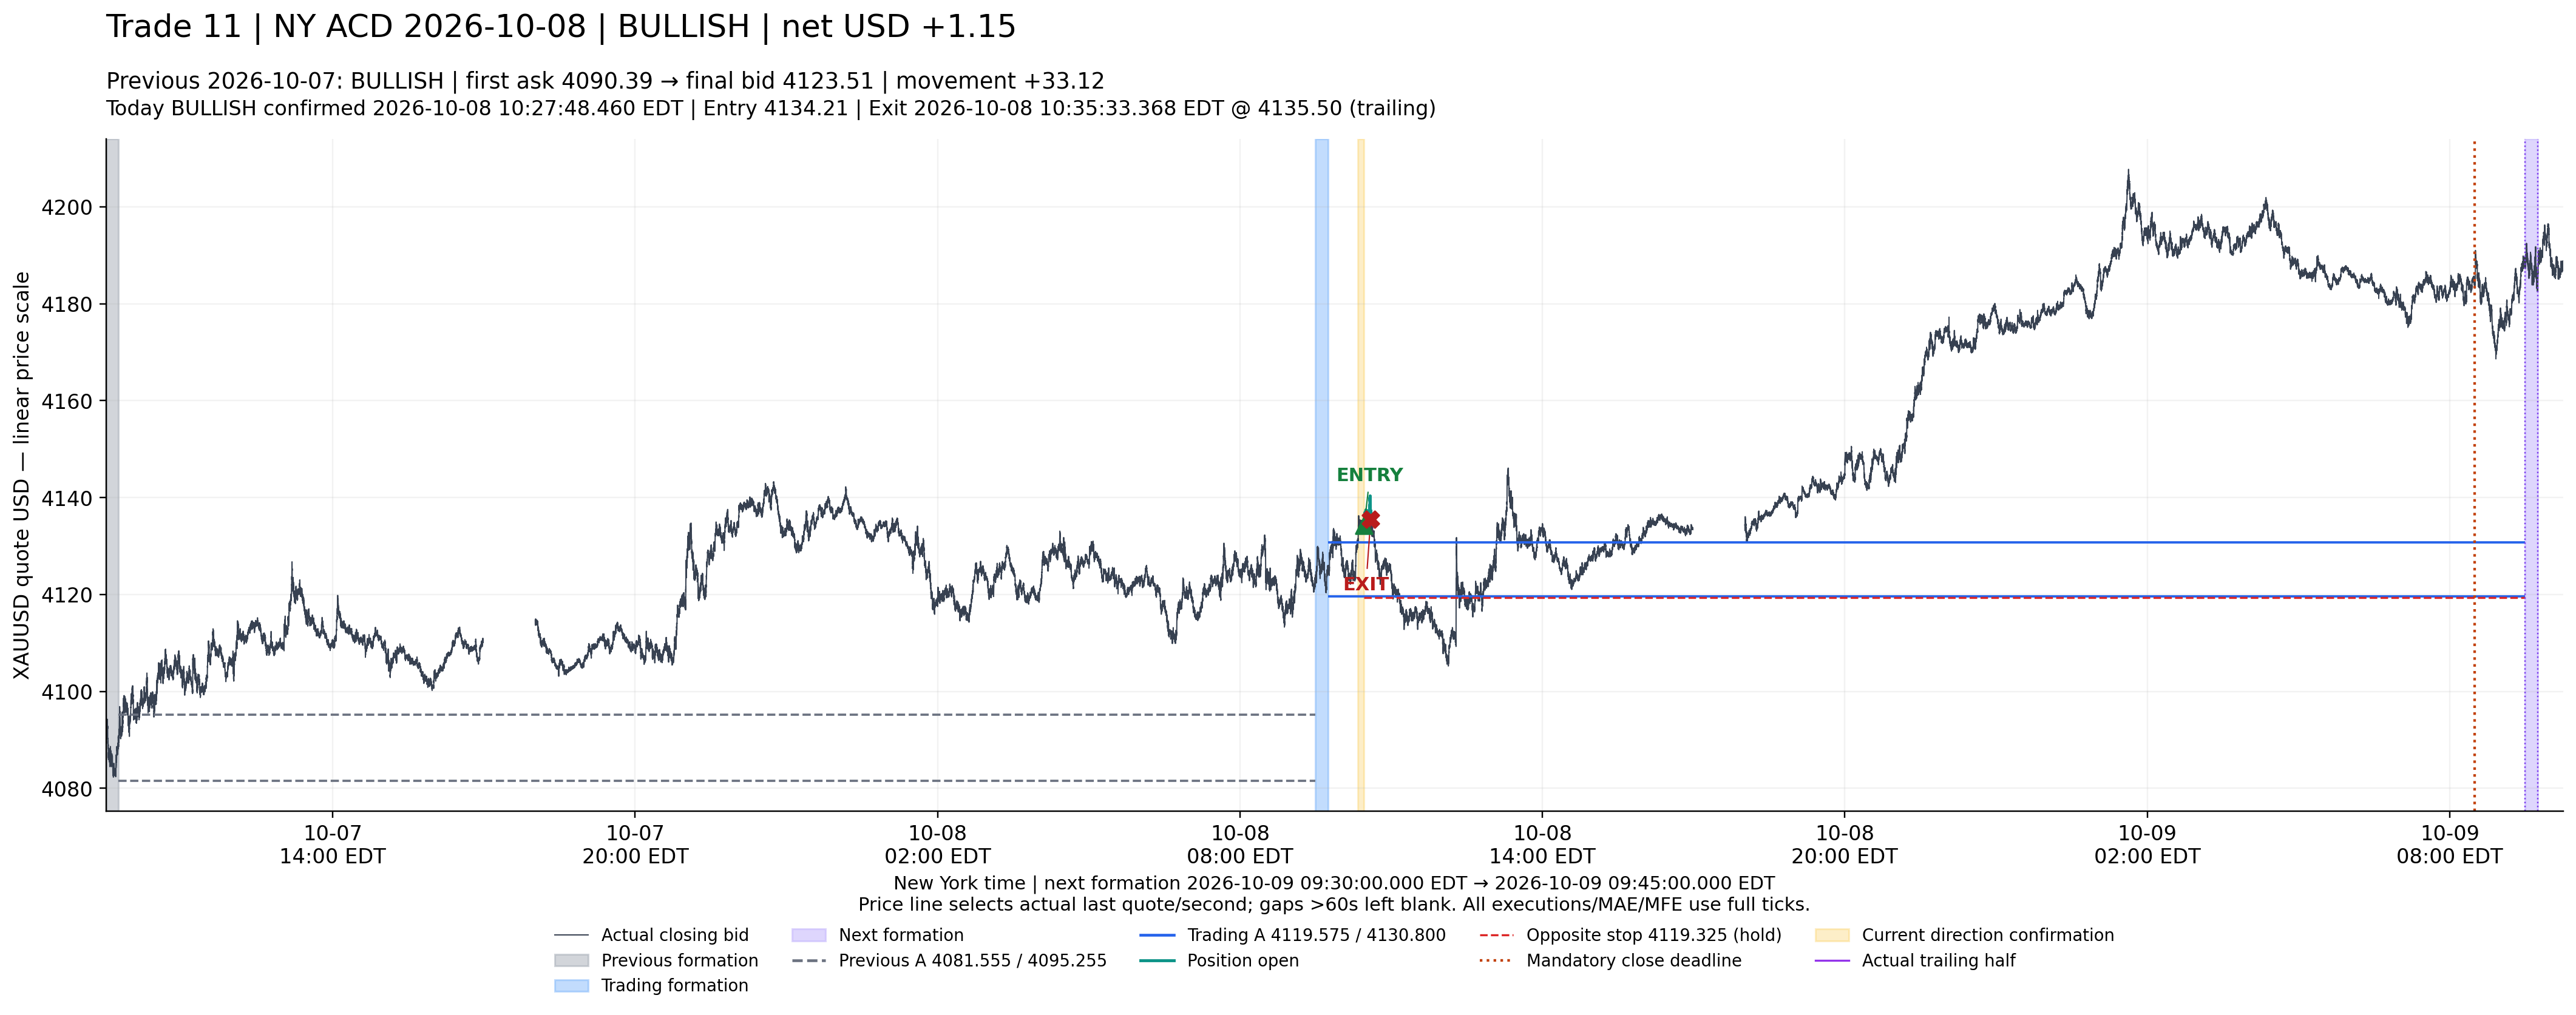 Trade 11 | NY ACD 2026-10-08 | BULLISH | net USD +1.15
Previous 2026-10-07: BULLISH | first ask 4090.39 → final bid 4123.51 | movement +33.12
Today BULLISH confirmed 2026-10-08 10:27:48.460 EDT | Entry 4134.21 | Exit 2026-10-08 10:35:33.368 EDT @ 4135.50 (trailing)
XAUUSD quote USD — linear price scale
4200
4180
4160
4140
4120
4100
4080
ENTRY
EXIT
10-07 10-07 10-08 10-08 10-08 10-08 10-09 10-09
14:00 EDT 20:00 EDT 02:00 EDT 08:00 EDT 14:00 EDT 20:00 EDT 02:00 EDT 08:00 EDT
New York time | next formation 2026-10-09 09:30:00.000 EDT → 2026-10-09 09:45:00.000 EDT
Price line selects actual last quote/second; gaps >60s left blank. All executions/MAE/MFE use full ticks.
Actual closing bid
Previous formation
Trading formation
Next formation
Previous A 4081.555 / 4095.255
Trading A 4119.575 / 4130.800
Position open
Opposite stop 4119.325 (hold)
Mandatory close deadline
Current direction confirmation
Actual trailing half